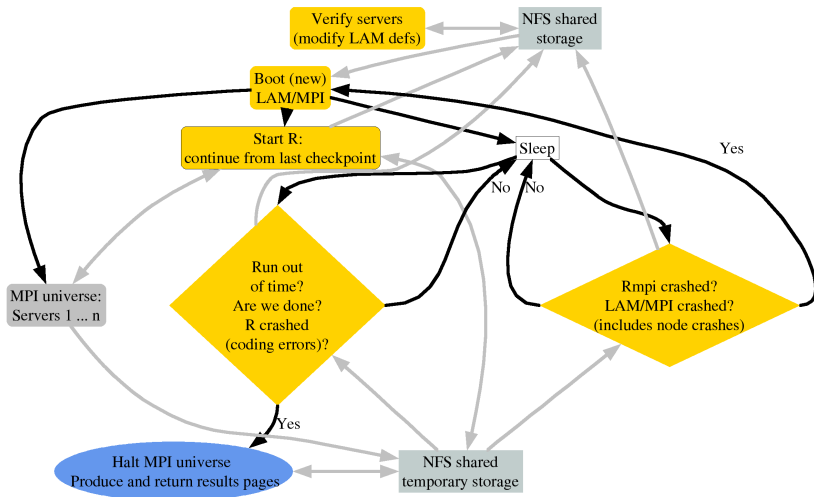 Verify servers
(modify LAM defs)
NFS shared
storage
Boot (new)
LAM/MPI
Start R:
continue from last checkpoint
Sleep
Yes
No
No
Run out
of time?
Are we done?
R crashed
(coding errors)?
Rmpi crashed?
LAM/MPI crashed?
(includes node crashes)
MPI universe:
Servers 1 ... n
Yes
Halt MPI universe
Produce and return results pages
NFS shared
temporary storage